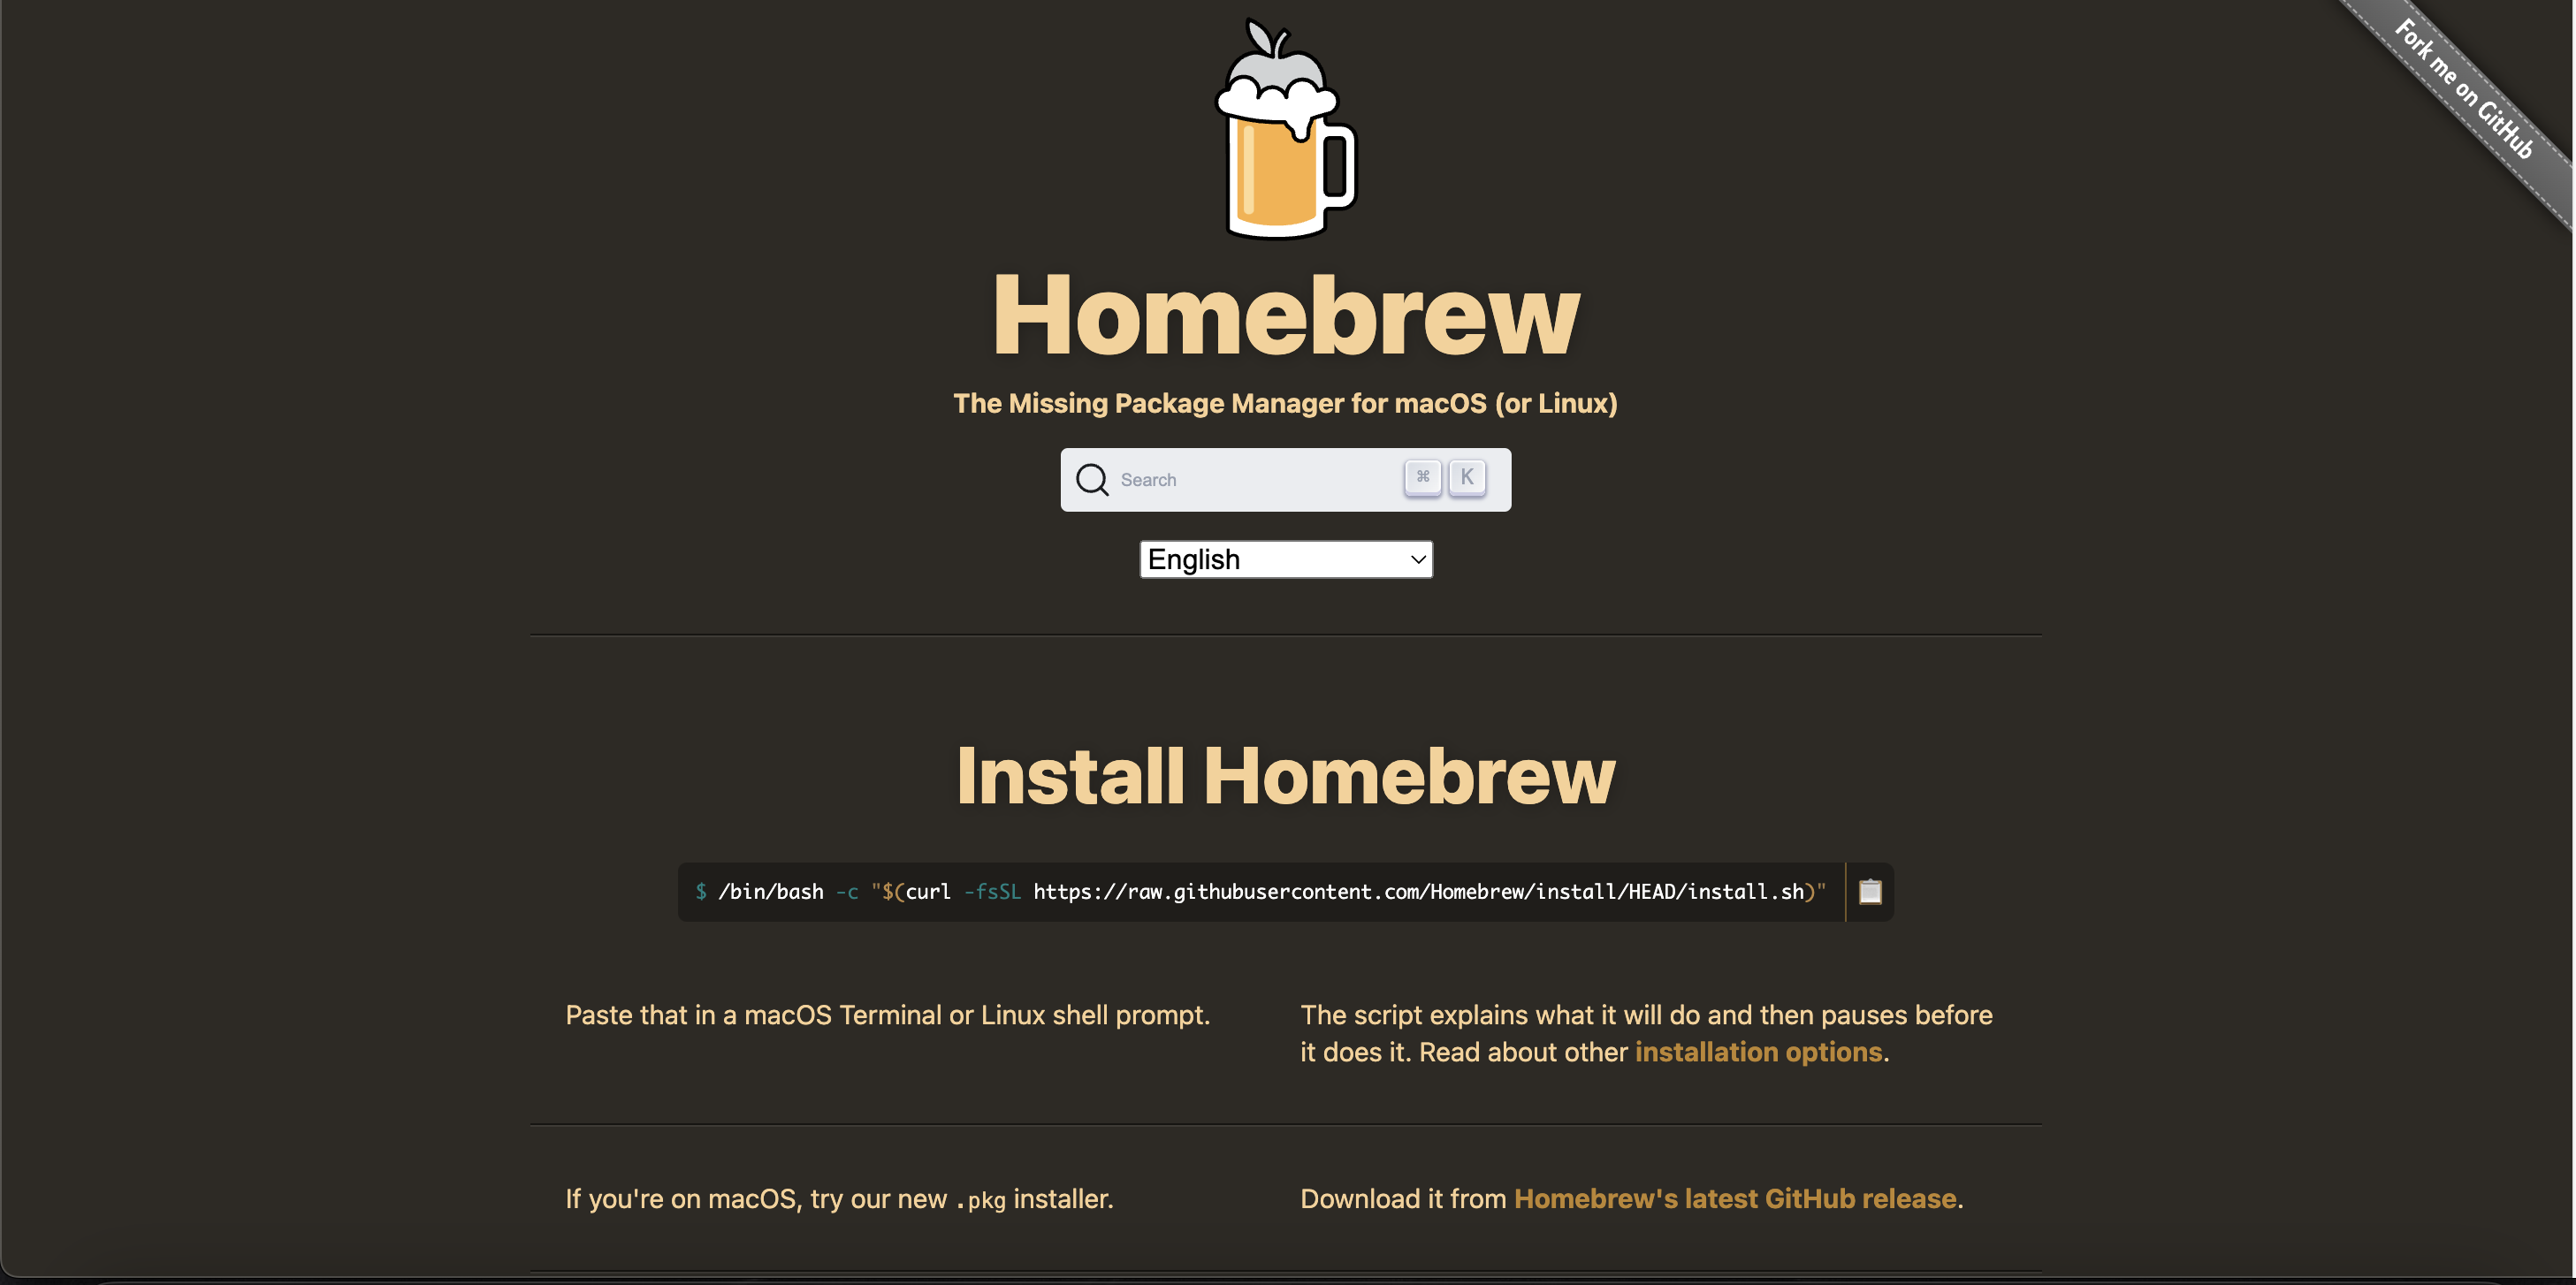 Fork me on GitHub
Homebrew
The Missing Package Manager for macOS (or Linux)
Search ⌘ K
English
Install Homebrew
$ /bin/bash -c "$(curl -fsSL https://raw.githubusercontent.com/Homebrew/install/HEAD/install.sh)"
Paste that in a macOS Terminal or Linux shell prompt.
The script explains what it will do and then pauses before
it does it. Read about other installation options.
If you're on macOS, try our new .pkg installer.
Download it from Homebrew's latest GitHub release.